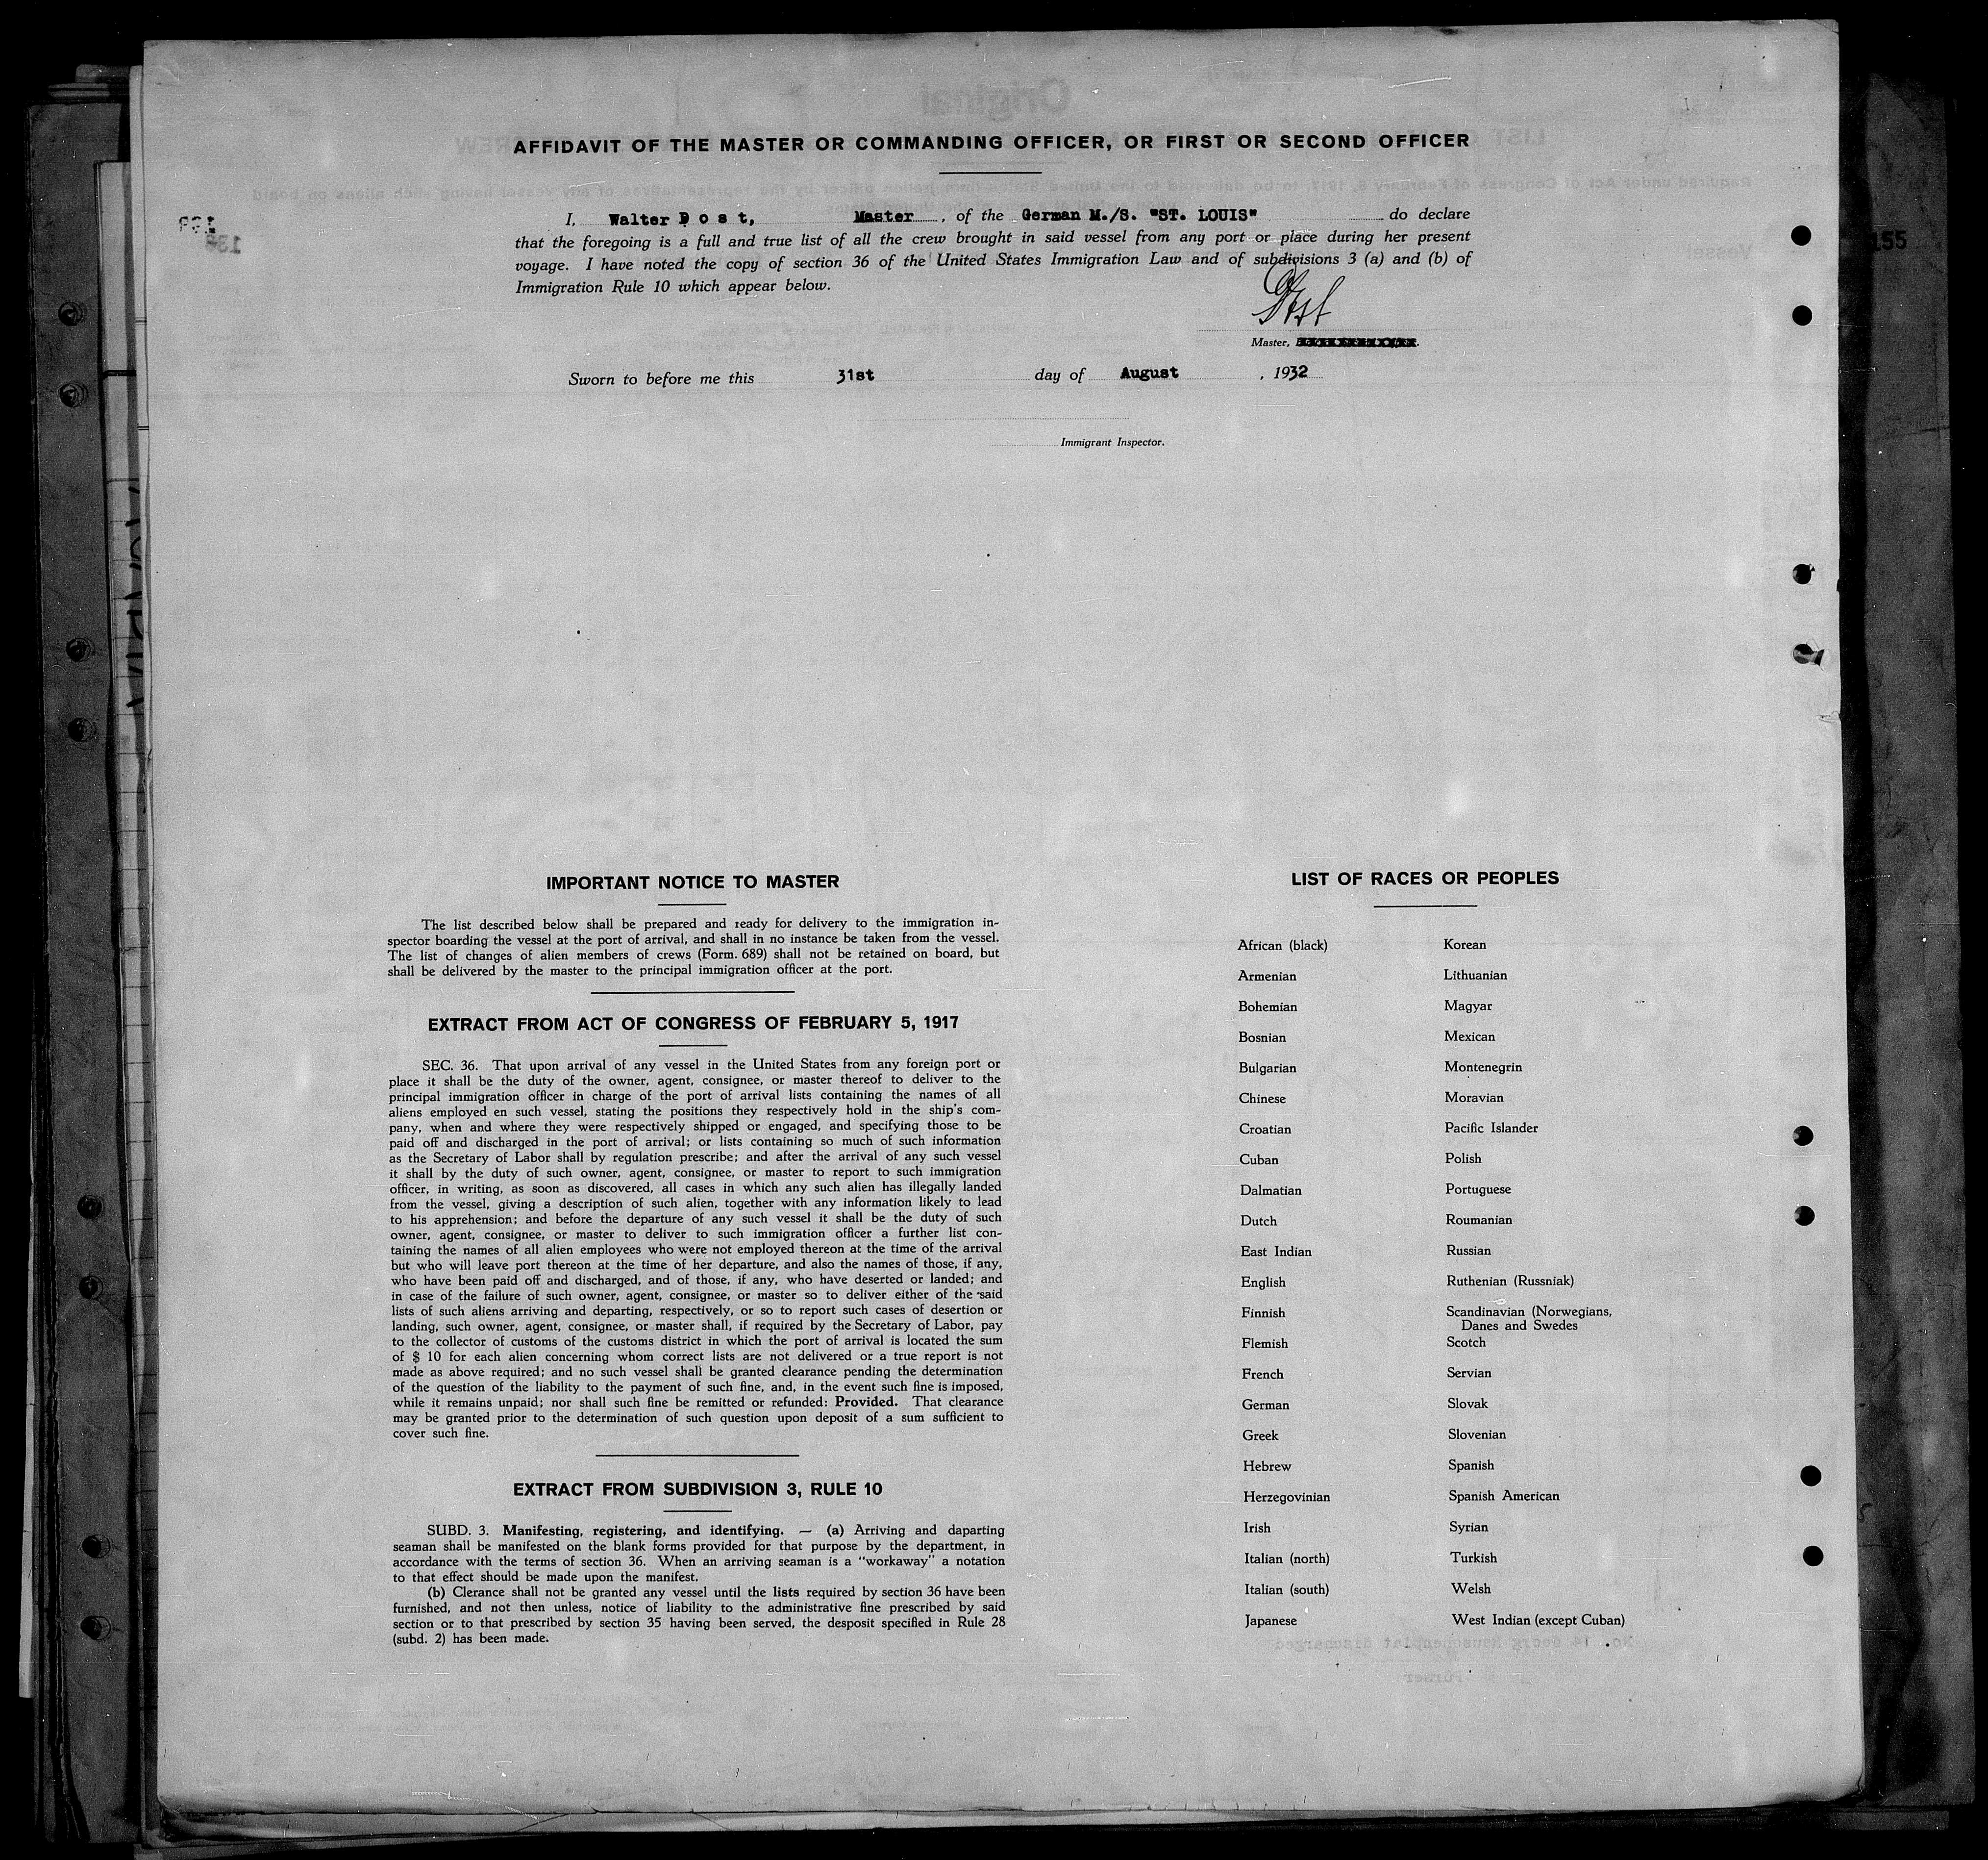 AFFIDAVIT OF THE MASTER OR COMMANDING OFFICER, OR FIRST OR SECOND OFFICER
I, Walter D o s t, Master, of the German M./S. "ST. LOUIS" do declare
that the foregoing is a full and true list of all the crew brought in said vessel from any port or place during her present
voyage. I have noted the copy of section 36 of the United States Immigration Law and of subdivisions 3 (a) and (b) of
Immigration Rule 10 which appear below.
Dost
Master,
Sworn to before me this 31st day of August, 1932
Immigrant Inspector.
155
IMPORTANT NOTICE TO MASTER
The list described below shall be prepared and ready for delivery to the immigration in-
spector boarding the vessel at the port of arrival, and shall in no instance be taken from the vessel.
The list of changes of alien members of crews (Form. 689) shall not be retained on board, but
shall be delivered by the master to the principal immigration officer at the port.
EXTRACT FROM ACT OF CONGRESS OF FEBRUARY 5, 1917
SEC. 36. That upon arrival of any vessel in the United States from any foreign port or
place it shall be the duty of the owner, agent, consignee, or master thereof to deliver to the
principal immigration officer in charge of the port of arrival lists containing the names of all
aliens employed en such vessel, stating the positions they respectively hold in the ship's com-
pany, when and where they were respectively shipped or engaged, and specifying those to be
paid off and discharged in the port of arrival; or lists containing so much of such information
as the Secretary of Labor shall by regulation prescribe; and after the arrival of any such vessel
it shall by the duty of such owner, agent, consignee, or master to report to such immigration
officer, in writing, as soon as discovered, all cases in which any such alien has illegally landed
from the vessel, giving a description of such alien, together with any information likely to lead
to his apprehension; and before the departure of any such vessel it shall be the duty of such
owner, agent, consignee, or master to deliver to such immigration officer a further list con-
taining the names of all alien employees who were not employed thereon at the time of the arrival
but who will leave port thereon at the time of her departure, and also the names of those, if any,
who have been paid off and discharged, and of those, if any, who have deserted or landed; and
in case of the failure of such owner, agent, consignee, or master so to deliver either of the said
lists of such aliens arriving and departing, respectively, or so to report such cases of desertion or
landing, such owner, agent, consignee, or master shall, if required by the Secretary of Labor, pay
to the collector of customs of the customs district in which the port of arrival is located the sum
of $ 10 for each alien concerning whom correct lists are not delivered or a true report is not
made as above required; and no such vessel shall be granted clearance pending the determination
of the question of the liability to the payment of such fine, and, in the event such fine is imposed,
while it remains unpaid; nor shall such fine be remitted or refunded: Provided. That clearance
may be granted prior to the determination of such question upon deposit of a sum sufficient to
cover such fine.
EXTRACT FROM SUBDIVISION 3, RULE 10
SUBD. 3. Manifesting, registering, and identifying. — (a) Arriving and daparting
seaman shall be manifested on the blank forms provided for that purpose by the department, in
accordance with the terms of section 36. When an arriving seaman is a "workaway" a notation
to that effect should be made upon the manifest.
(b) Clerance shall not be granted any vessel until the lists required by section 36 have been
furnished, and not then unless, notice of liability to the administrative fine prescribed by said
section or to that prescribed by section 35 having been served, the desposit specified in Rule 28
(subd. 2) has been made.
LIST OF RACES OR PEOPLES
African (black)
Armenian
Bohemian
Bosnian
Bulgarian
Chinese
Croatian
Cuban
Dalmatian
Dutch
East Indian
English
Finnish
Flemish
French
German
Greek
Hebrew
Herzegovinian
Irish
Italian (north)
Italian (south)
Japanese
Korean
Lithuanian
Magyar
Mexican
Montenegrin
Moravian
Pacific Islander
Polish
Portuguese
Roumanian
Russian
Ruthenian (Russniak)
Scandinavian (Norwegians,
Danes and Swedes
Scotch
Servian
Slovak
Slovenian
Spanish
Spanish American
Syrian
Turkish
Welsh
West Indian (except Cuban)